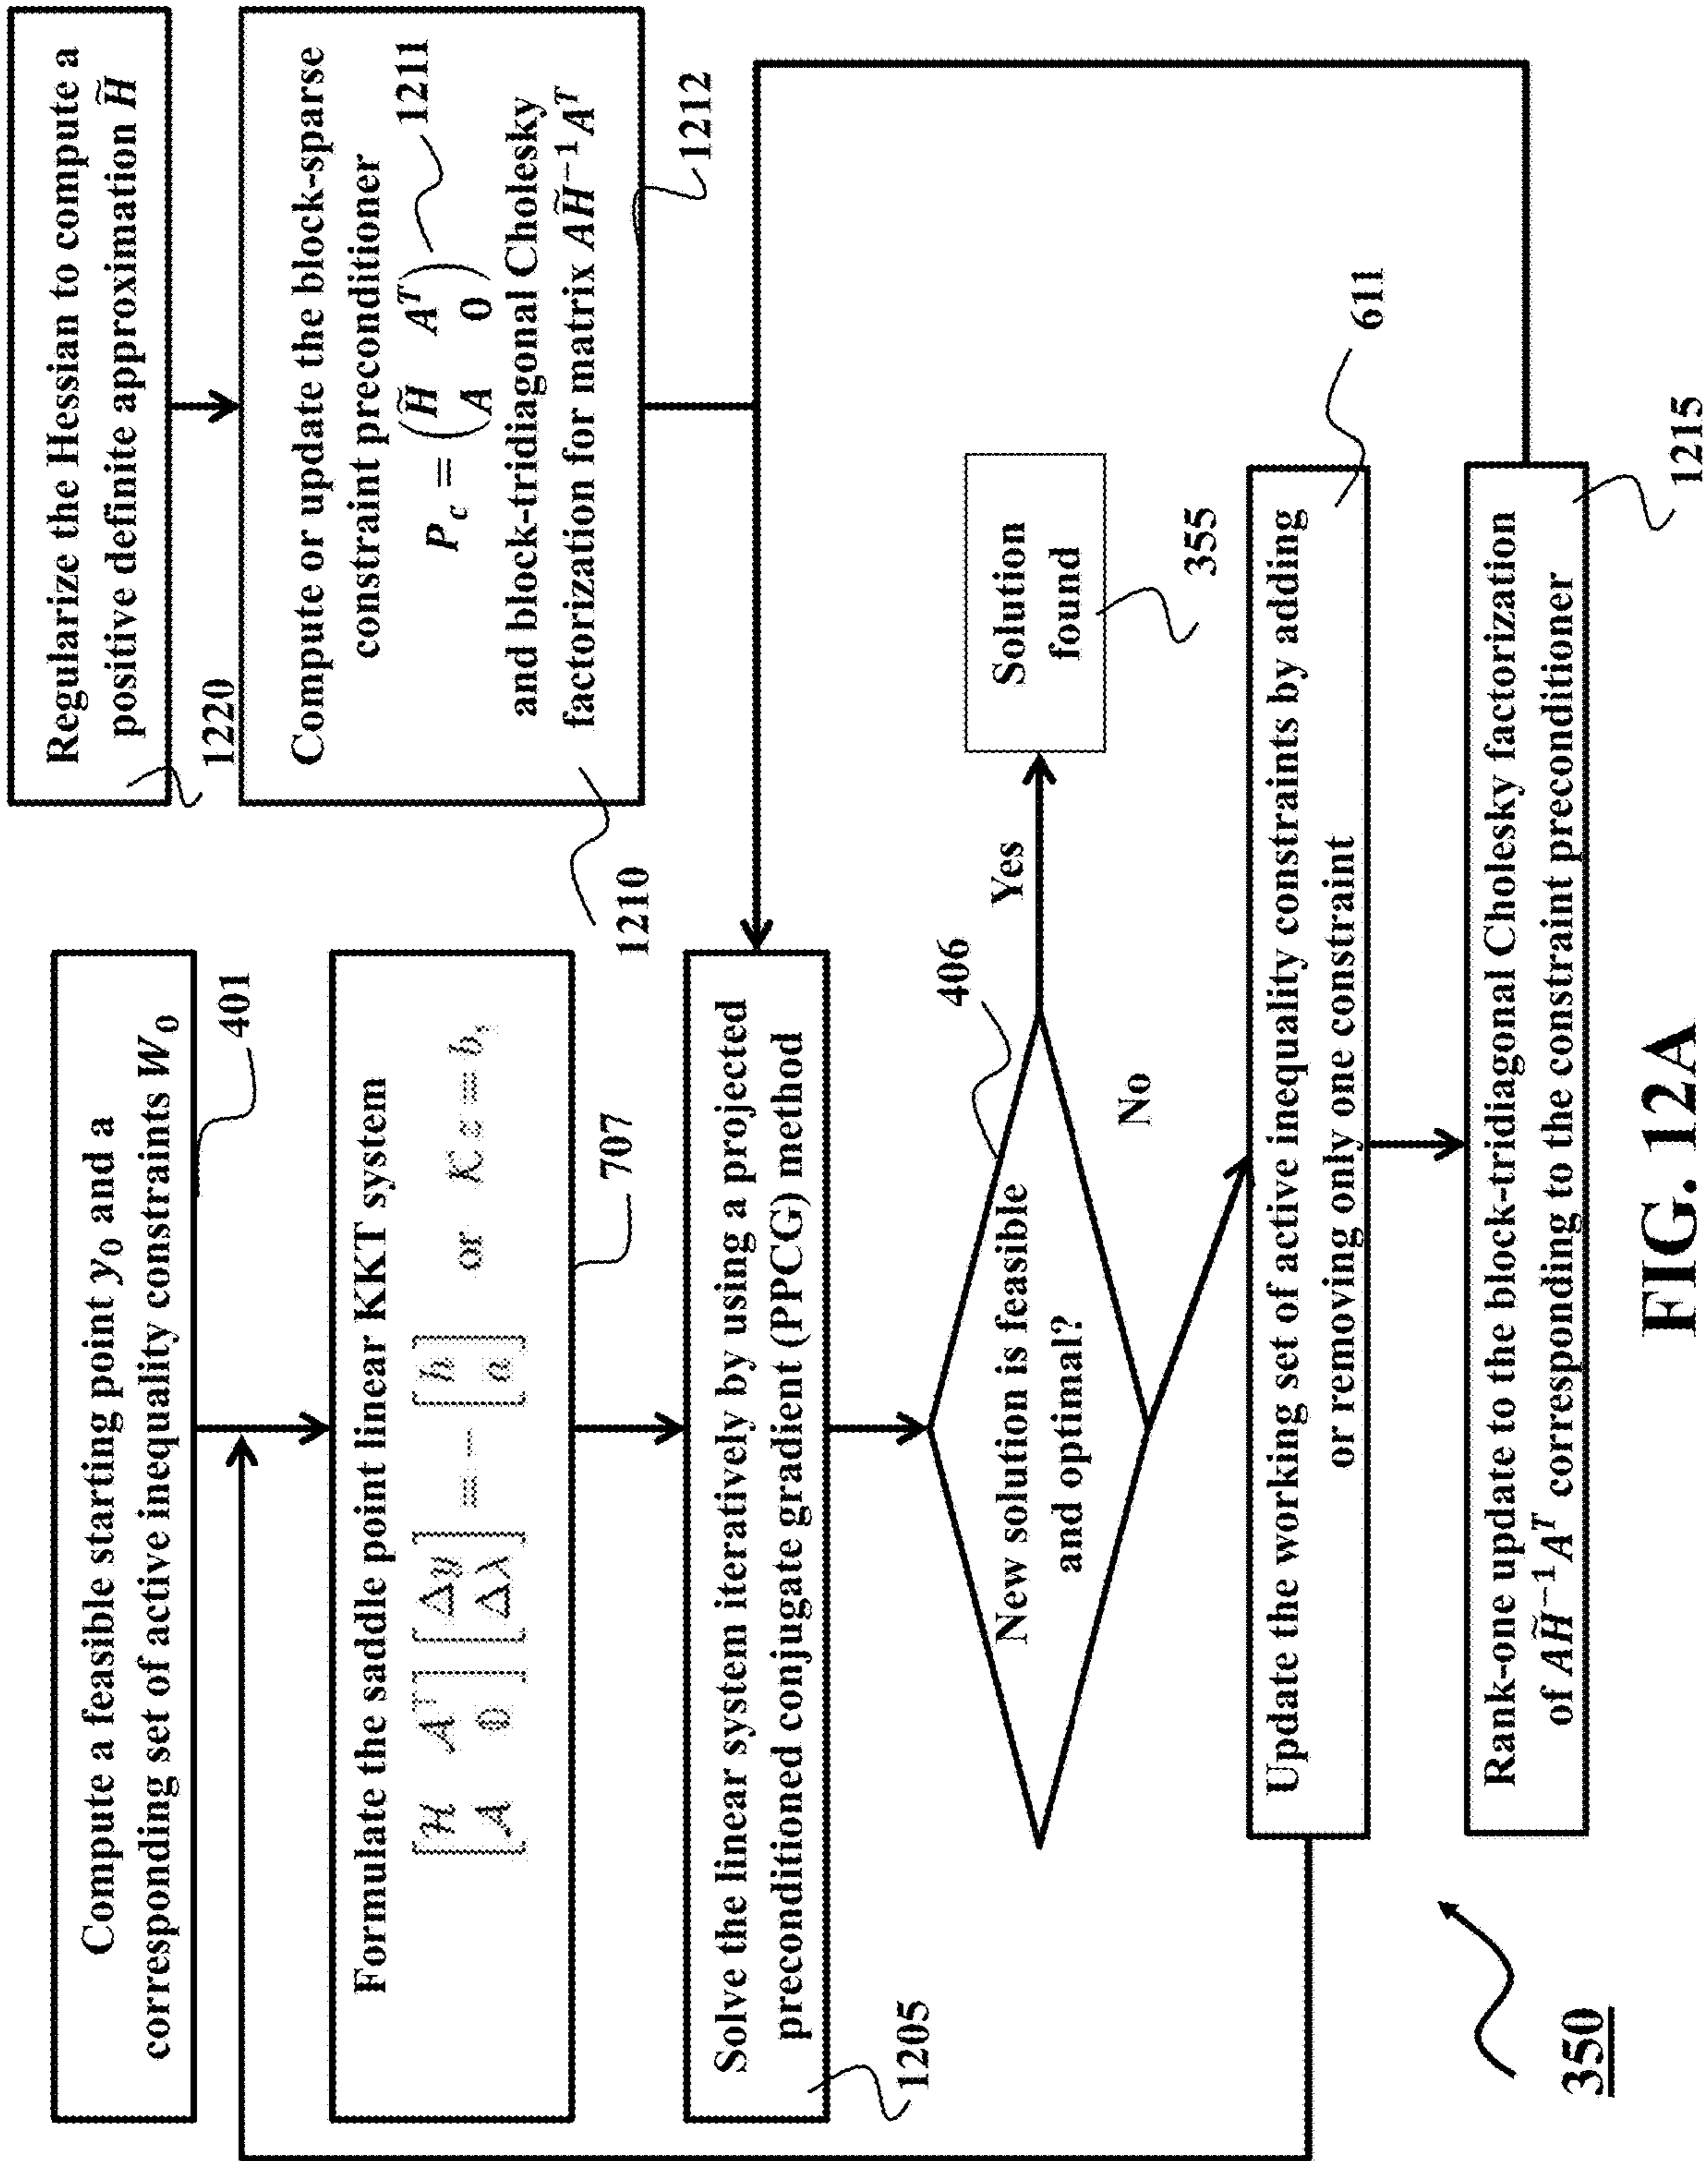 Compute a feasible starting point y₀ and a
corresponding set of active inequality constraints W₀
401
Formulate the saddle point linear KKT system
[ℋ 𝒜ᵀ] [Δy] = − [h] or 𝒦
[𝒜 0] [Δλ] [a]
707
Solve the linear system iteratively by using a projected
preconditioned conjugate gradient (PPCG) method
1205
Regularize the Hessian to compute a
positive definite approximation H̃
1220
Compute or update the block-sparse
constraint preconditioner
P_c = (H̃ Aᵀ)
(A 0)
1211
and block-tridiagonal Cholesky
factorization for matrix AH̃⁻¹Aᵀ
1212
1210
New solution is feasible
and optimal?
406
Yes
Solution
found
355
No
Update the working set of active inequality constraints by adding
or removing only one constraint
611
Rank-one update to the block-tridiagonal Cholesky factorization
of AH̃⁻¹Aᵀ corresponding to the constraint preconditioner
1215
350
FIG. 12A